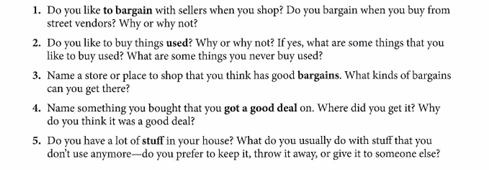 1. Do you like to bargain with sellers when you shop? Do you bargain when you buy from
street vendors? Why or why not?
2. Do you like to buy things used? Why or why not? If yes, what are some things that you
like to buy used? What are some things you never buy used?
3. Name a store or place to shop that you think has good bargains. What kinds of bargains
can you get there?
4. Name something you bought that you got a good deal on. Where did you get it? Why
do you think it was a good deal?
5. Do you have a lot of stuff in your house? What do you usually do with stuff that you
don't use anymore—do you prefer to keep it, throw it away, or give it to someone else?